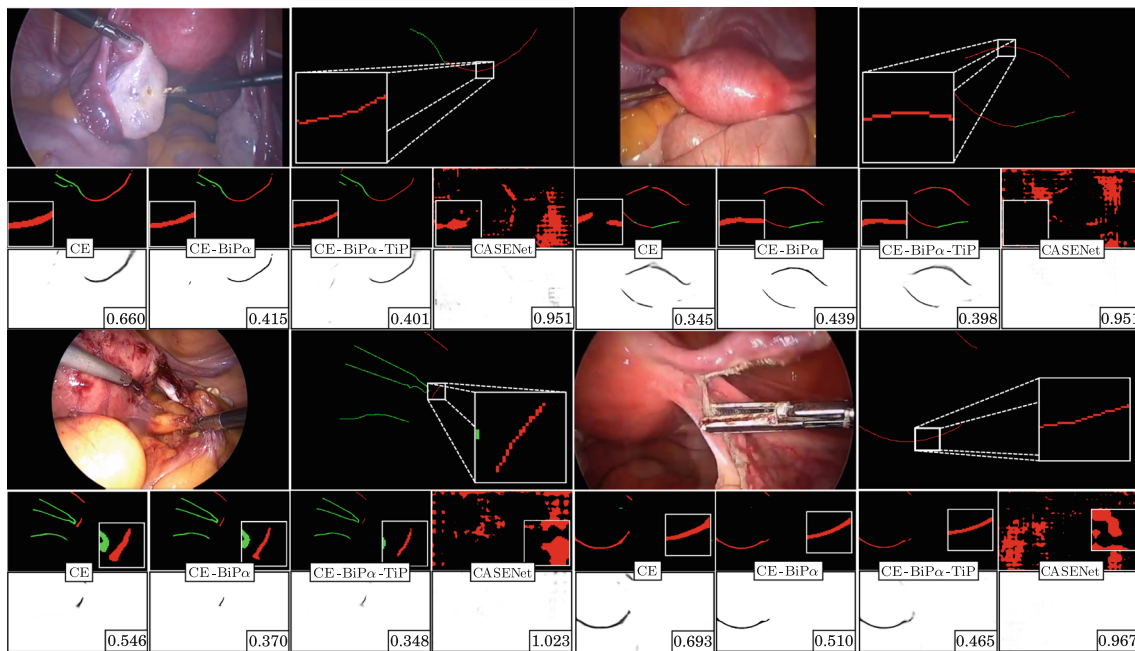 CE CE-BiPα CE-BiPα-TiP CASENet CE CE-BiPα CE-BiPα-TiP CASENet
0.660 0.415 0.401 0.951 0.345 0.439 0.398 0.951
CE CE-BiPα CE-BiPα-TiP CASENet CE CE-BiPα CE-BiPα-TiP CASENet
0.546 0.370 0.348 1.023 0.693 0.510 0.465 0.967